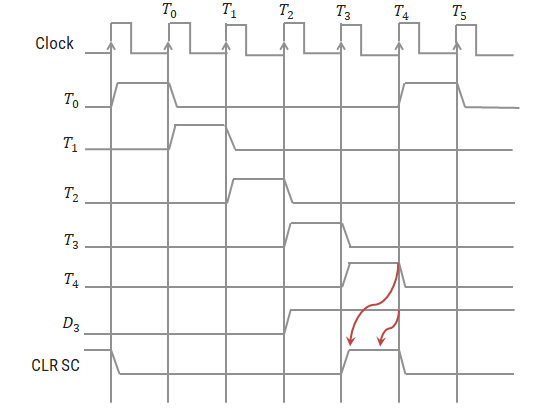 T₀ T₁ T₂ T₃ T₄ T₅
Clock
T₀
T₁
T₂
T₃
T₄
D₃
CLR SC